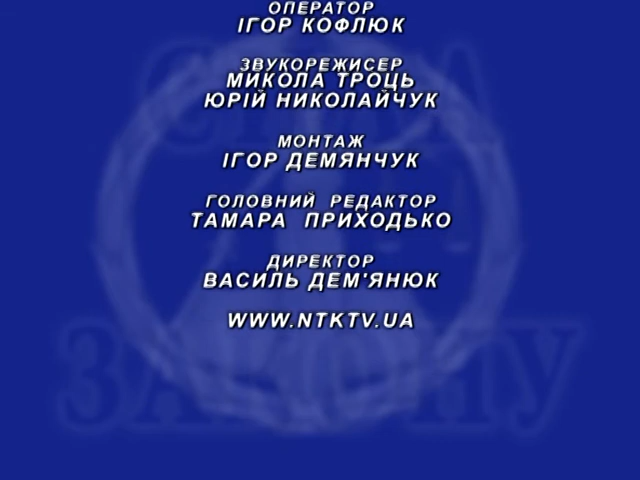 ОПЕРАТОР
ІГОР КОФЛЮК
ЗВУКОРЕЖИСЕР
МИКОЛА ТРОЦЬ
ЮРІЙ НИКОЛАЙЧУК
МОНТАЖ
ІГОР ДЕМЯНЧУК
ГОЛОВНИЙ РЕДАКТОР
ТАМАРА ПРИХОДЬКО
ДИРЕКТОР
ВАСИЛЬ ДЕМ'ЯНЮК
WWW.NTKTV.UA
ЗАКОНУ